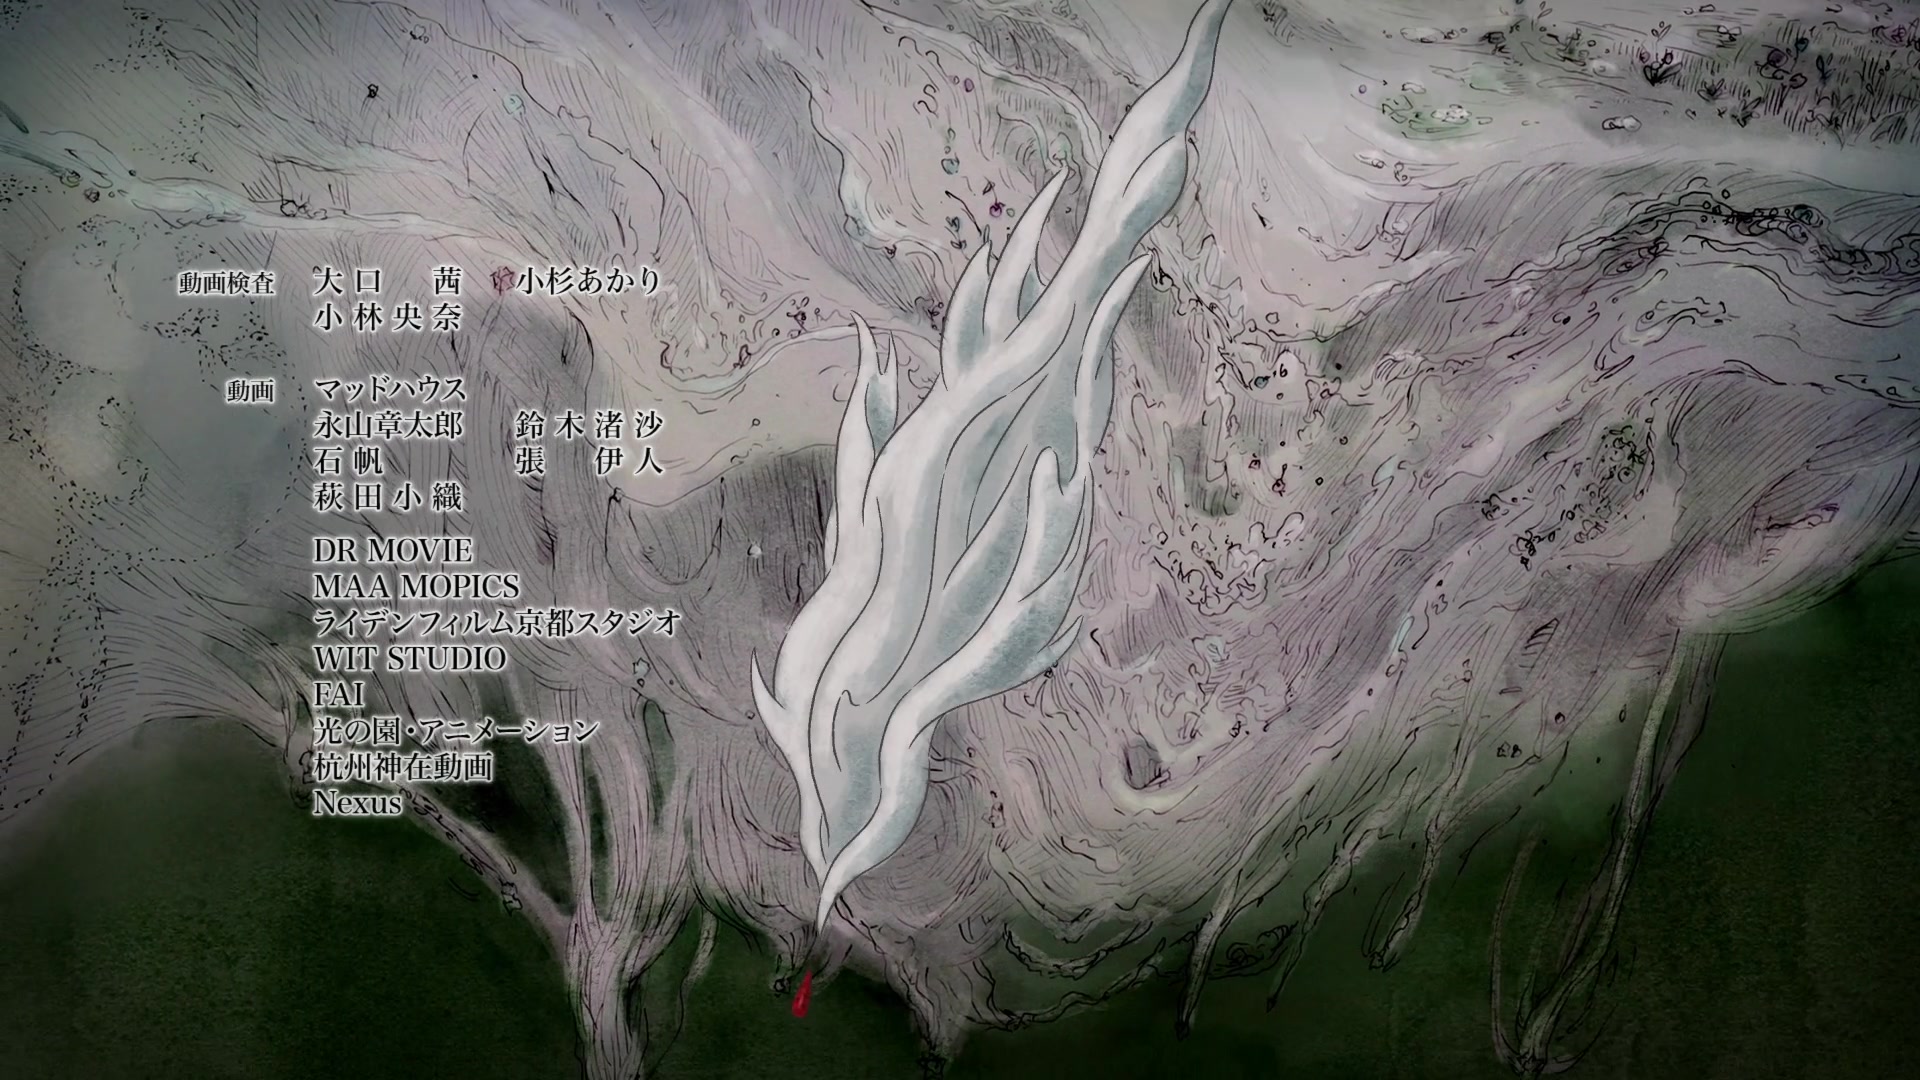 動画検査 大口 茜 小杉あかり
小林央奈
動画 マッドハウス
永山章太郎 鈴木渚沙
石帆 張 伊人
萩田小織
DR MOVIE
MAA MOPICS
ライデンフィルム京都スタジオ
WIT STUDIO
FAI
光の園・アニメーション
杭州神在動画
Nexus